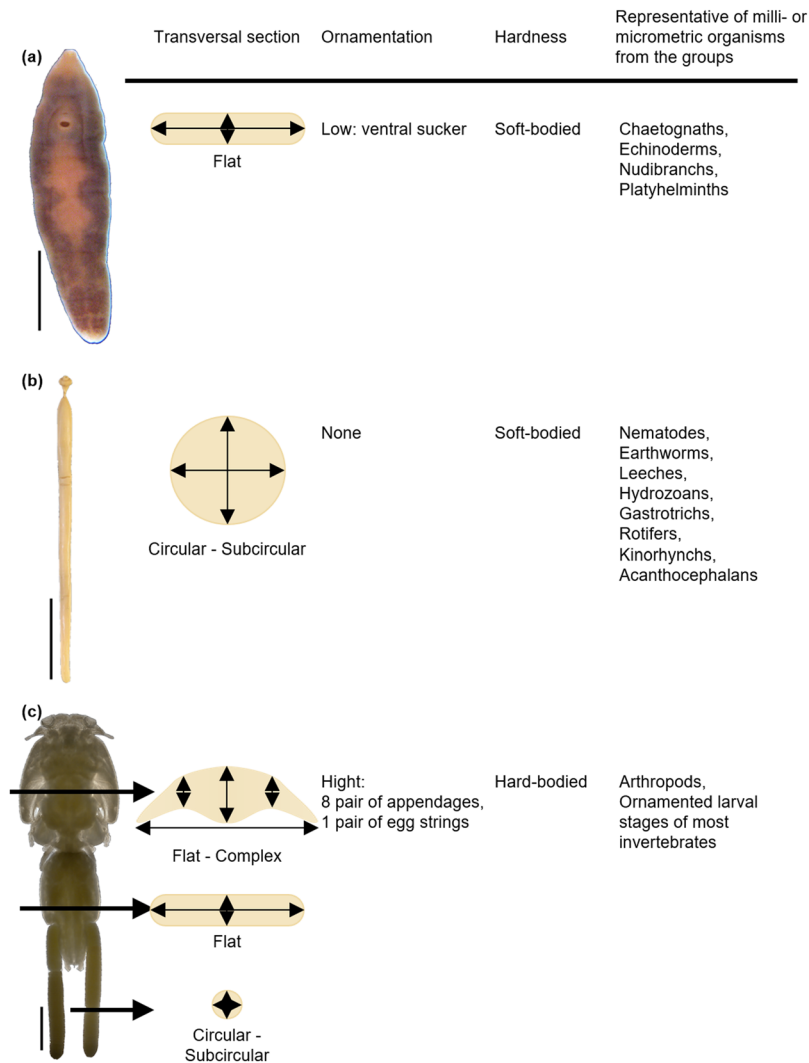 Transversal section
Ornamentation
Hardness
Representative of milli- or
micrometric organisms
from the groups
(a)
Flat
Low: ventral sucker
Soft-bodied
Chaetognaths,
Echinoderms,
Nudibranchs,
Platyhelminths
(b)
Circular - Subcircular
None
Soft-bodied
Nematodes,
Earthworms,
Leeches,
Hydrozoans,
Gastrotrichs,
Rotifers,
Kinorhynchs,
Acanthocephalans
(c)
Flat - Complex
Hight:
8 pair of appendages,
1 pair of egg strings
Hard-bodied
Arthropods,
Ornamented larval
stages of most
invertebrates
Flat
Circular -
Subcircular